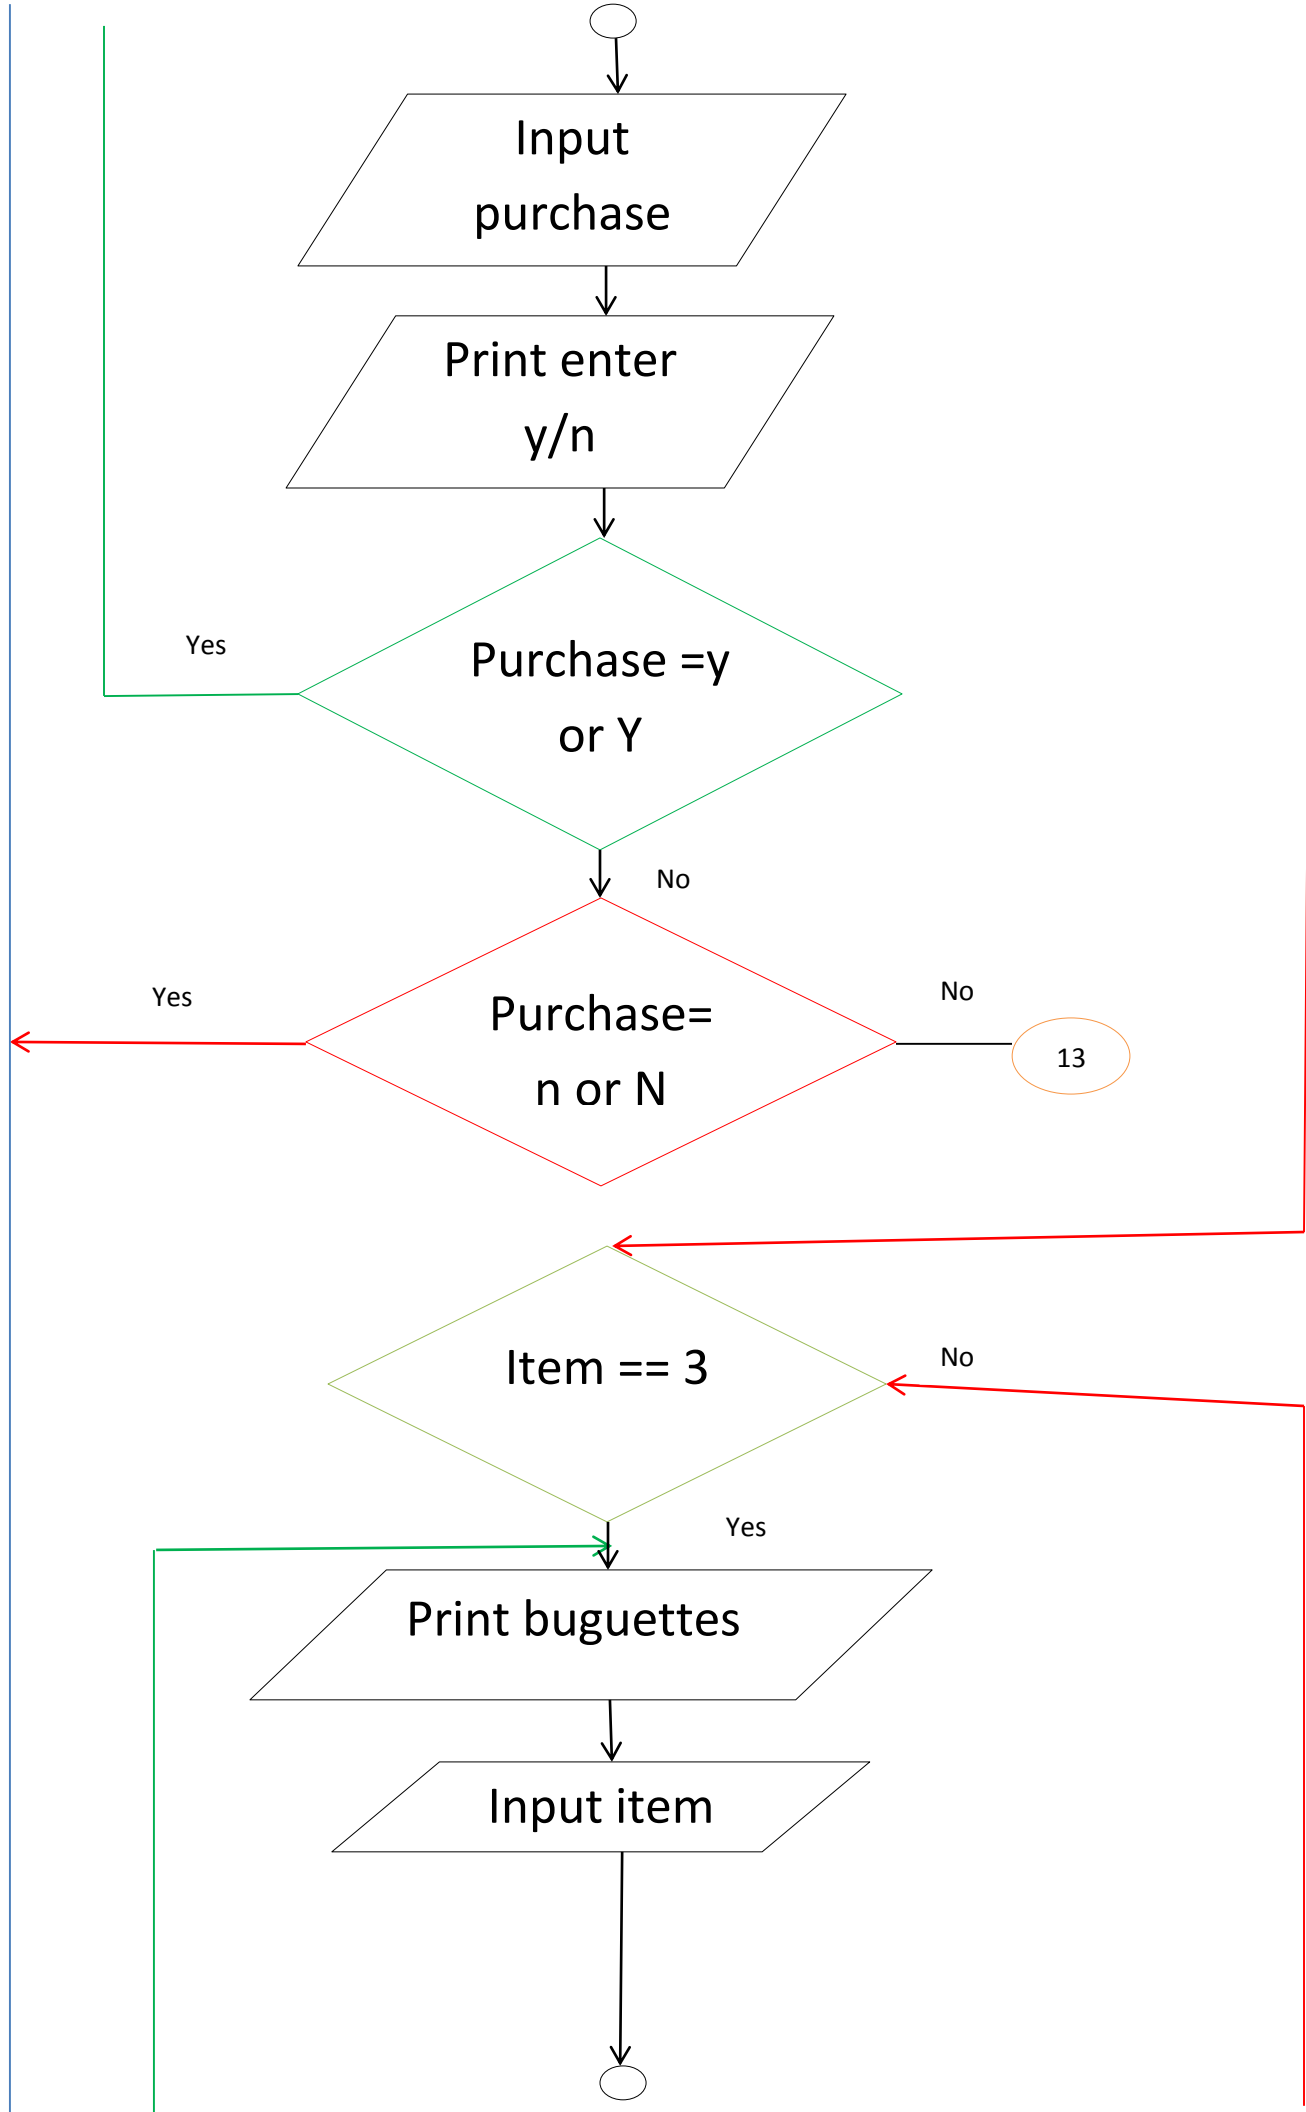 Input
purchase
Print enter
y/n
Yes
Purchase =y
or Y
No
Yes
Purchase=
n or N
No
13
Item == 3
No
Yes
Print buguettes
Input item